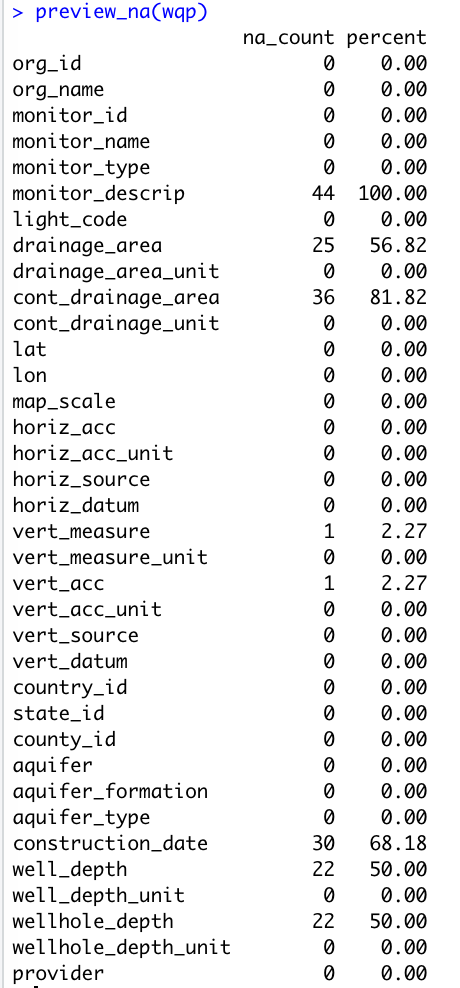 > preview_na(wqp)
na_count percent
org_id 0 0.00
org_name 0 0.00
monitor_id 0 0.00
monitor_name 0 0.00
monitor_type 0 0.00
monitor_descrip 44 100.00
light_code 0 0.00
drainage_area 25 56.82
drainage_area_unit 0 0.00
cont_drainage_area 36 81.82
cont_drainage_unit 0 0.00
lat 0 0.00
lon 0 0.00
map_scale 0 0.00
horiz_acc 0 0.00
horiz_acc_unit 0 0.00
horiz_source 0 0.00
horiz_datum 0 0.00
vert_measure 1 2.27
vert_measure_unit 0 0.00
vert_acc 1 2.27
vert_acc_unit 0 0.00
vert_source 0 0.00
vert_datum 0 0.00
country_id 0 0.00
state_id 0 0.00
county_id 0 0.00
aquifer 0 0.00
aquifer_formation 0 0.00
aquifer_type 0 0.00
construction_date 30 68.18
well_depth 22 50.00
well_depth_unit 0 0.00
wellhole_depth 22 50.00
wellhole_depth_unit 0 0.00
provider 0 0.00